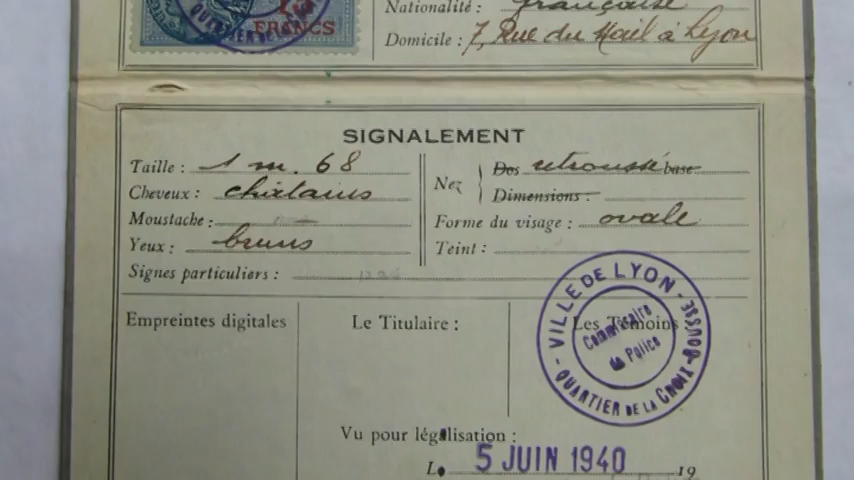 Nationalité : française
FRANCS
Domicile : 7, Rue du Mail à Lyon
SIGNALEMENT
Taille : 1 m. 68
Cheveux : chatains
Moustache :
Yeux : bruns
Signes particuliers :
Nez
Dos retroussé base
Dimensions :
Forme du visage : ovale
Teint :
Empreintes digitales
Le Titulaire :
Les Témoins :
VILLE DE LYON
Commissaire
de Police
QUARTIER DE LA CROIX-ROUSSE
Vu pour légalisation :
Le 5 JUIN 1940 19